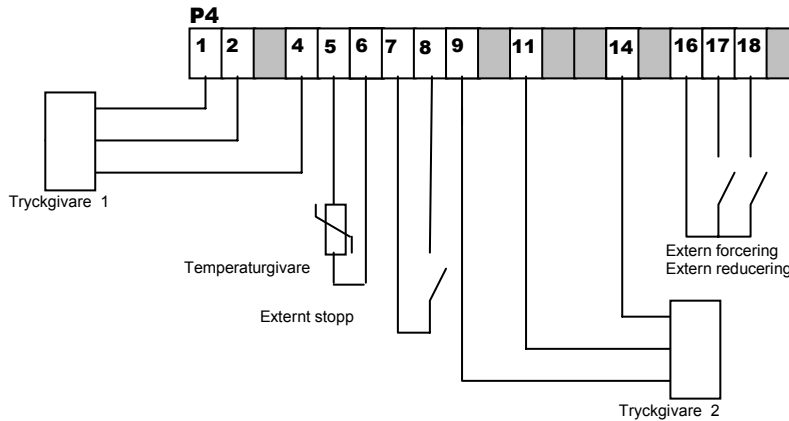 P4
1 2 4 5 6 7 8 9 11 14 16 17 18
Tryckgivare 1
Temperaturgivare
Externt stopp
Extern forcering
Extern reducering
Tryckgivare 2